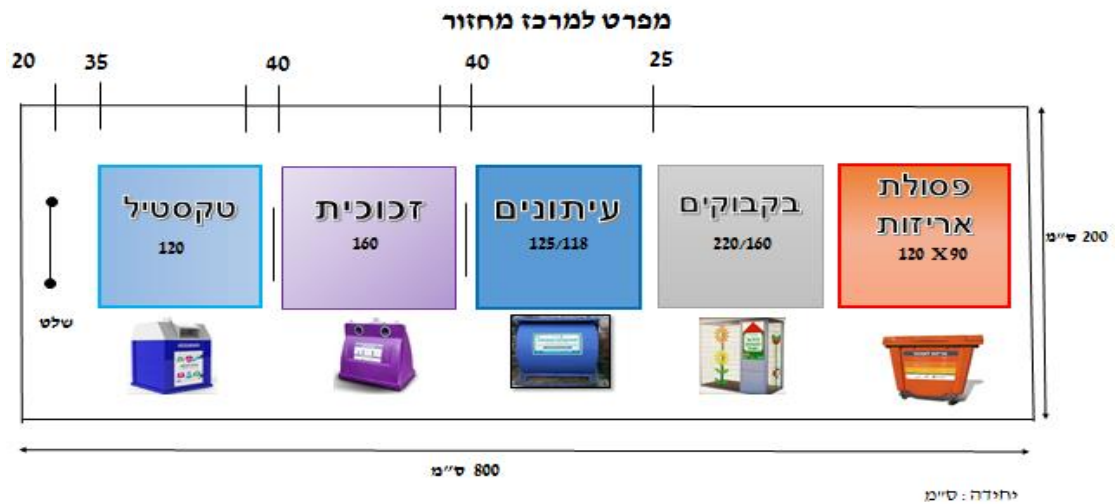 מפרט למרכז מחזור
20 35 40 40 25
פסולת
אריזות
120 X 90
בקבוקים
220/160
עיתונים
125/118
זכוכית
160
טקסטיל
120
שלט
200 ס״מ
800 ס״מ
יחידה : ס״מ